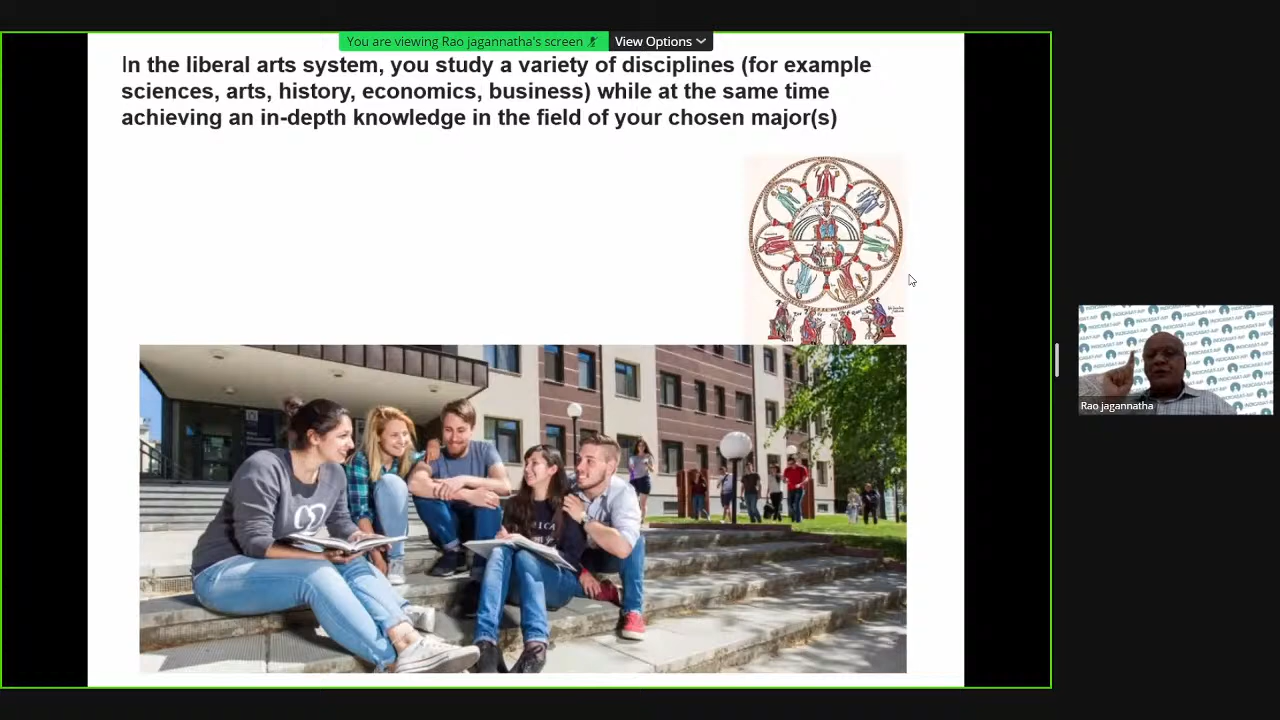 You are viewing Rao jagannatha's screen
View Options
In the liberal arts system, you study a variety of disciplines (for example
sciences, arts, history, economics, business) while at the same time
achieving an in-depth knowledge in the field of your chosen major(s)
INDICASAT-AIP
Rao jagannatha